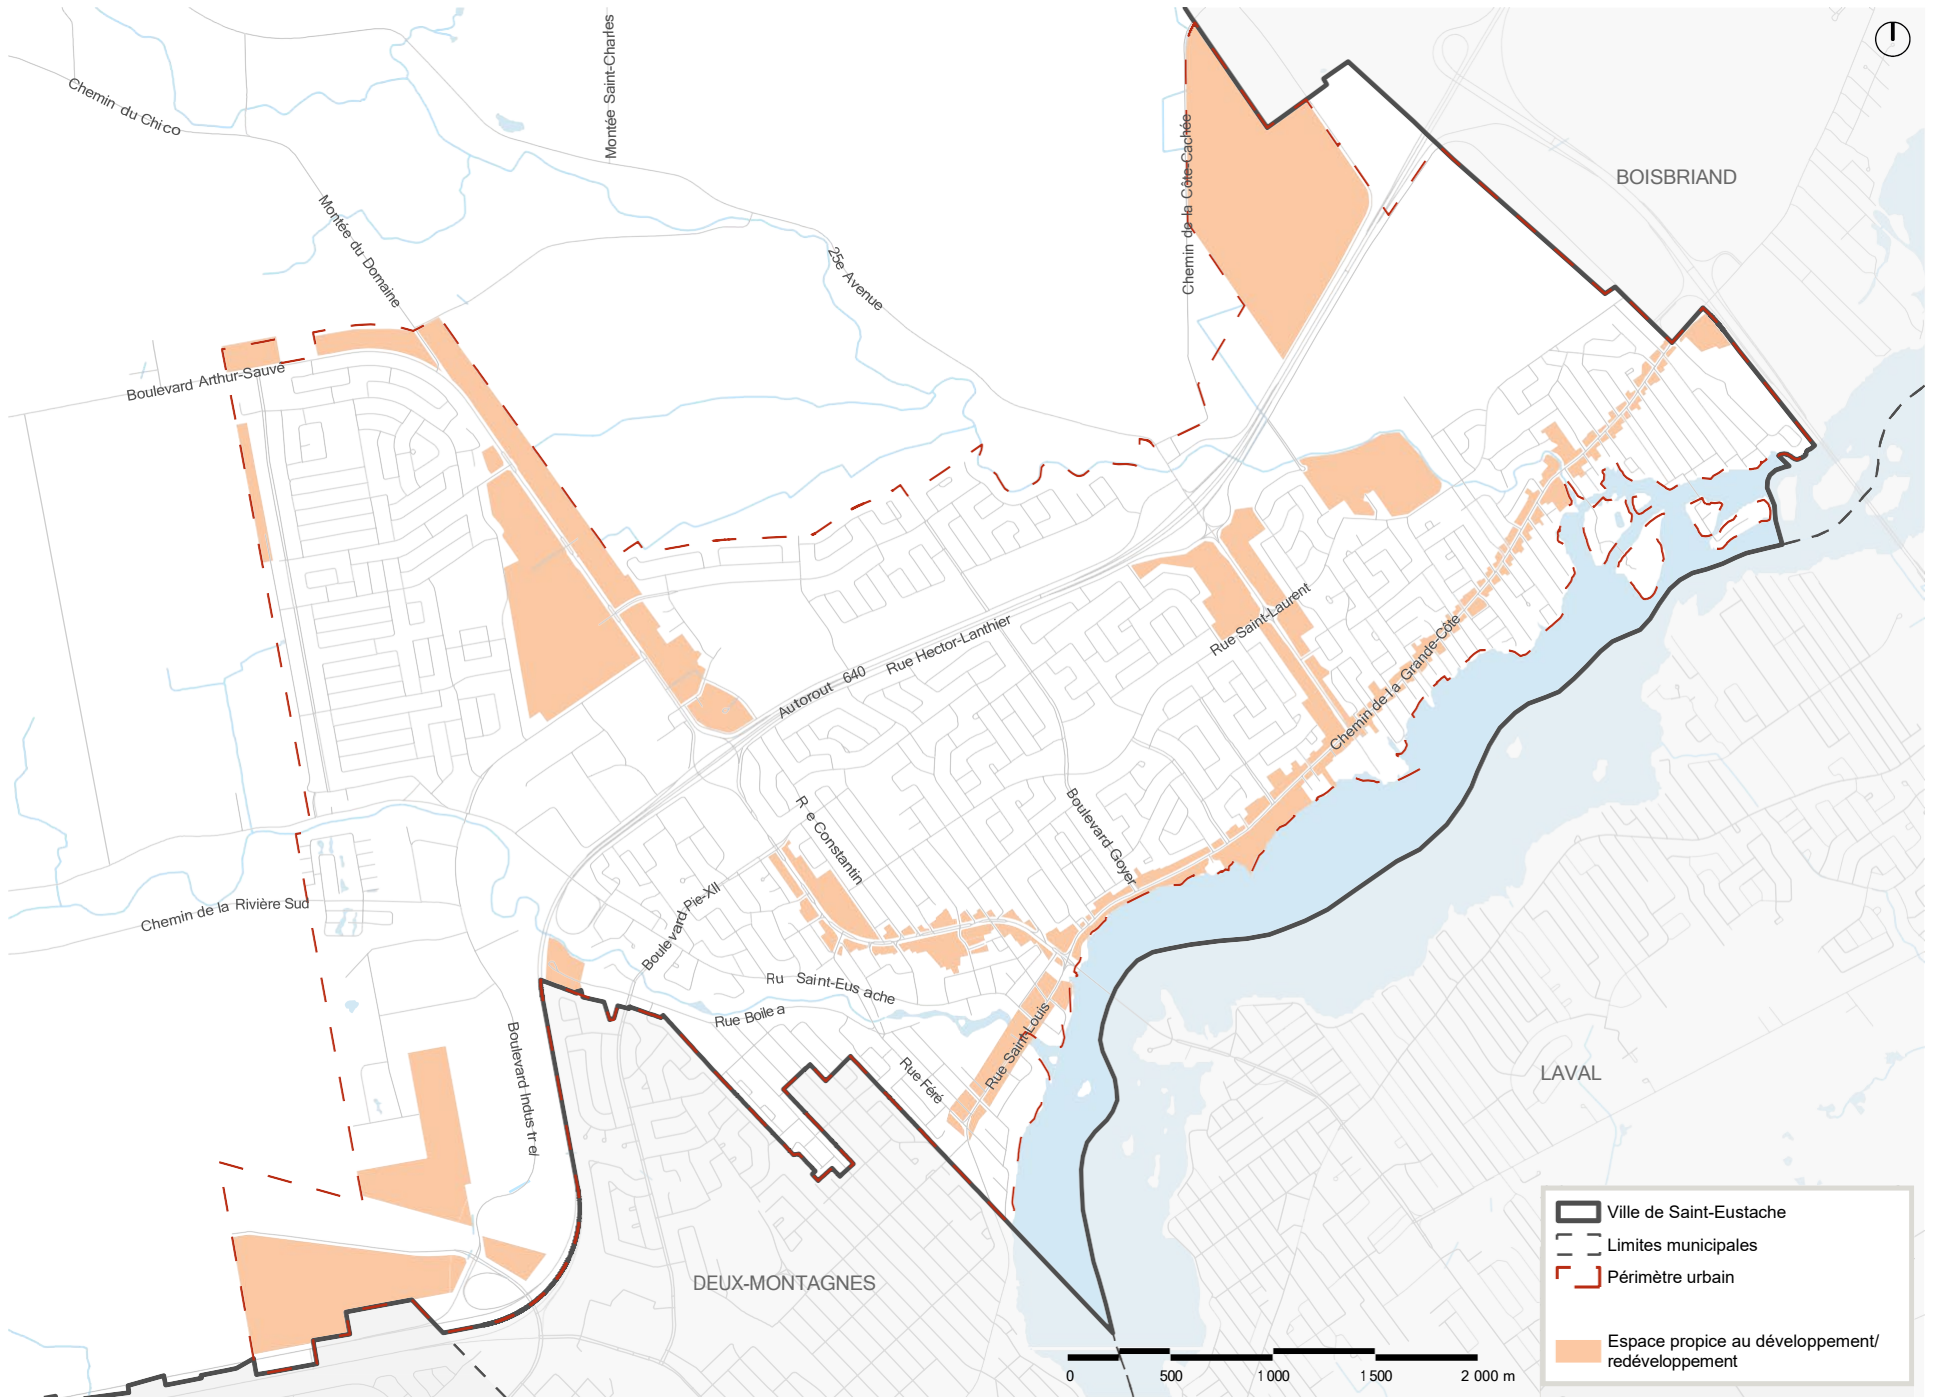 Chemin du Chico
Montée Saint-Charles
Chemin de la Côte-Cachée
BOISBRIAND
Montée du Domaine
25e Avenue
Boulevard Arthur-Sauvé
Rue Saint-Laurent
Rue Hector-Lanthier
Autorout 640
Chemin de la Grande-Côte
R e Constantin
Boulevard Goyer
Boulevard Pie-XII
Chemin de la Rivière Sud
Ru Saint-Eus ache
Rue Boile a
Rue Saint-Louis
Rue Féré
Boulevard Indus tr el
LAVAL
DEUX-MONTAGNES
Ville de Saint-Eustache
Limites municipales
Périmètre urbain
Espace propice au développement/
redéveloppement
0 500 1 000 1 500 2 000 m